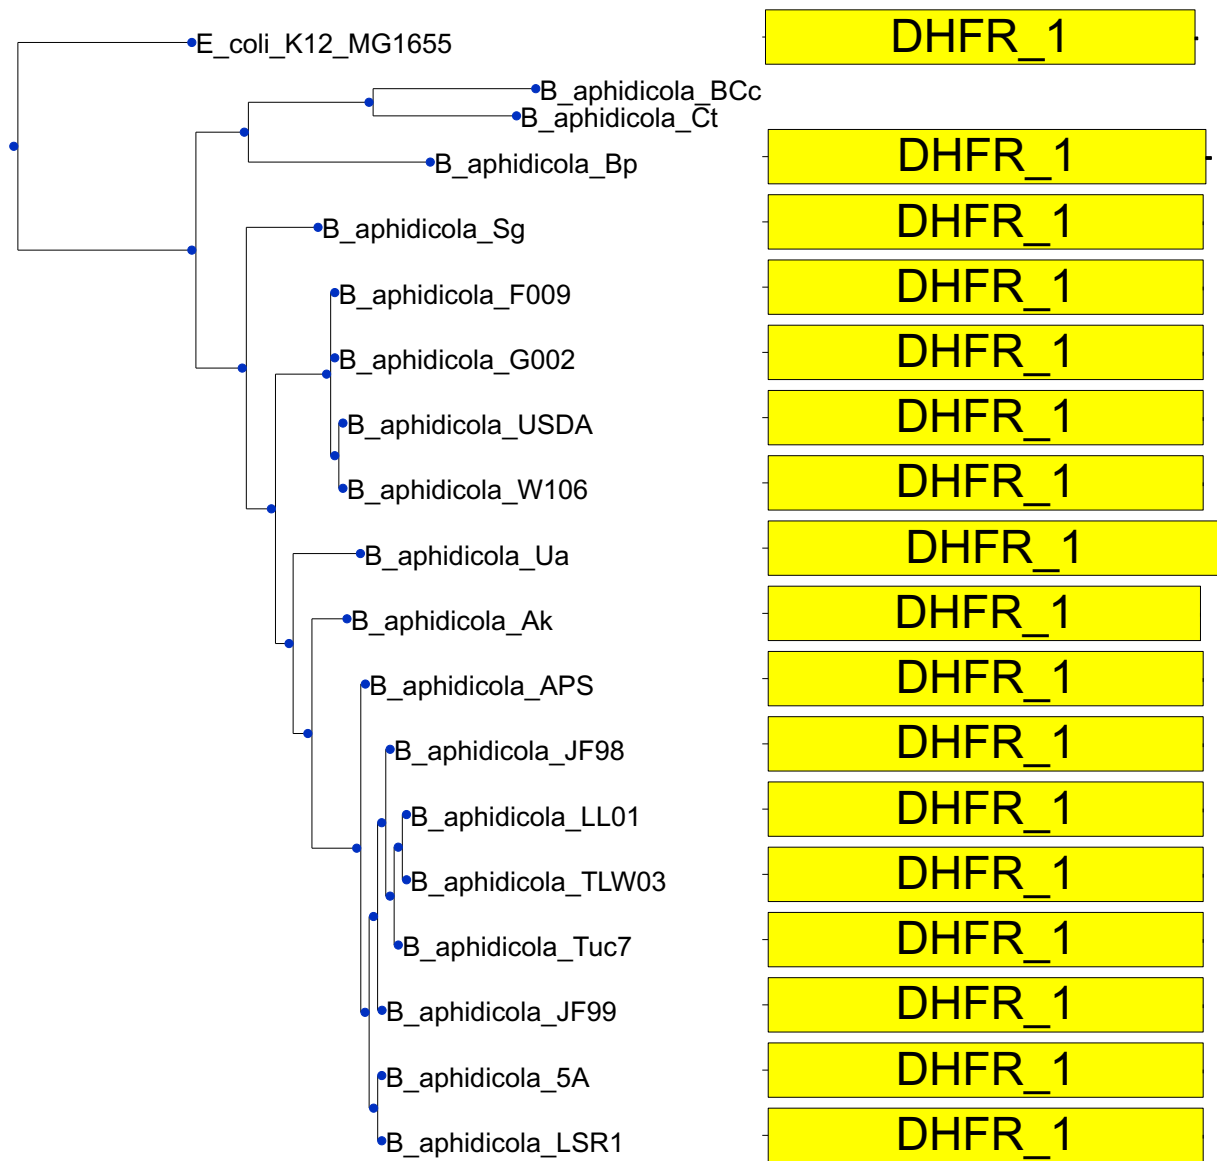 E_coli_K12_MG1655 DHFR_1
B_aphidicola_BCc
B_aphidicola_Ct
B_aphidicola_Bp DHFR_1
B_aphidicola_Sg DHFR_1
B_aphidicola_F009 DHFR_1
B_aphidicola_G002 DHFR_1
B_aphidicola_USDA DHFR_1
B_aphidicola_W106 DHFR_1
B_aphidicola_Ua DHFR_1
B_aphidicola_Ak DHFR_1
B_aphidicola_APS DHFR_1
B_aphidicola_JF98 DHFR_1
B_aphidicola_LL01 DHFR_1
B_aphidicola_TLW03 DHFR_1
B_aphidicola_Tuc7 DHFR_1
B_aphidicola_JF99 DHFR_1
B_aphidicola_5A DHFR_1
B_aphidicola_LSR1 DHFR_1